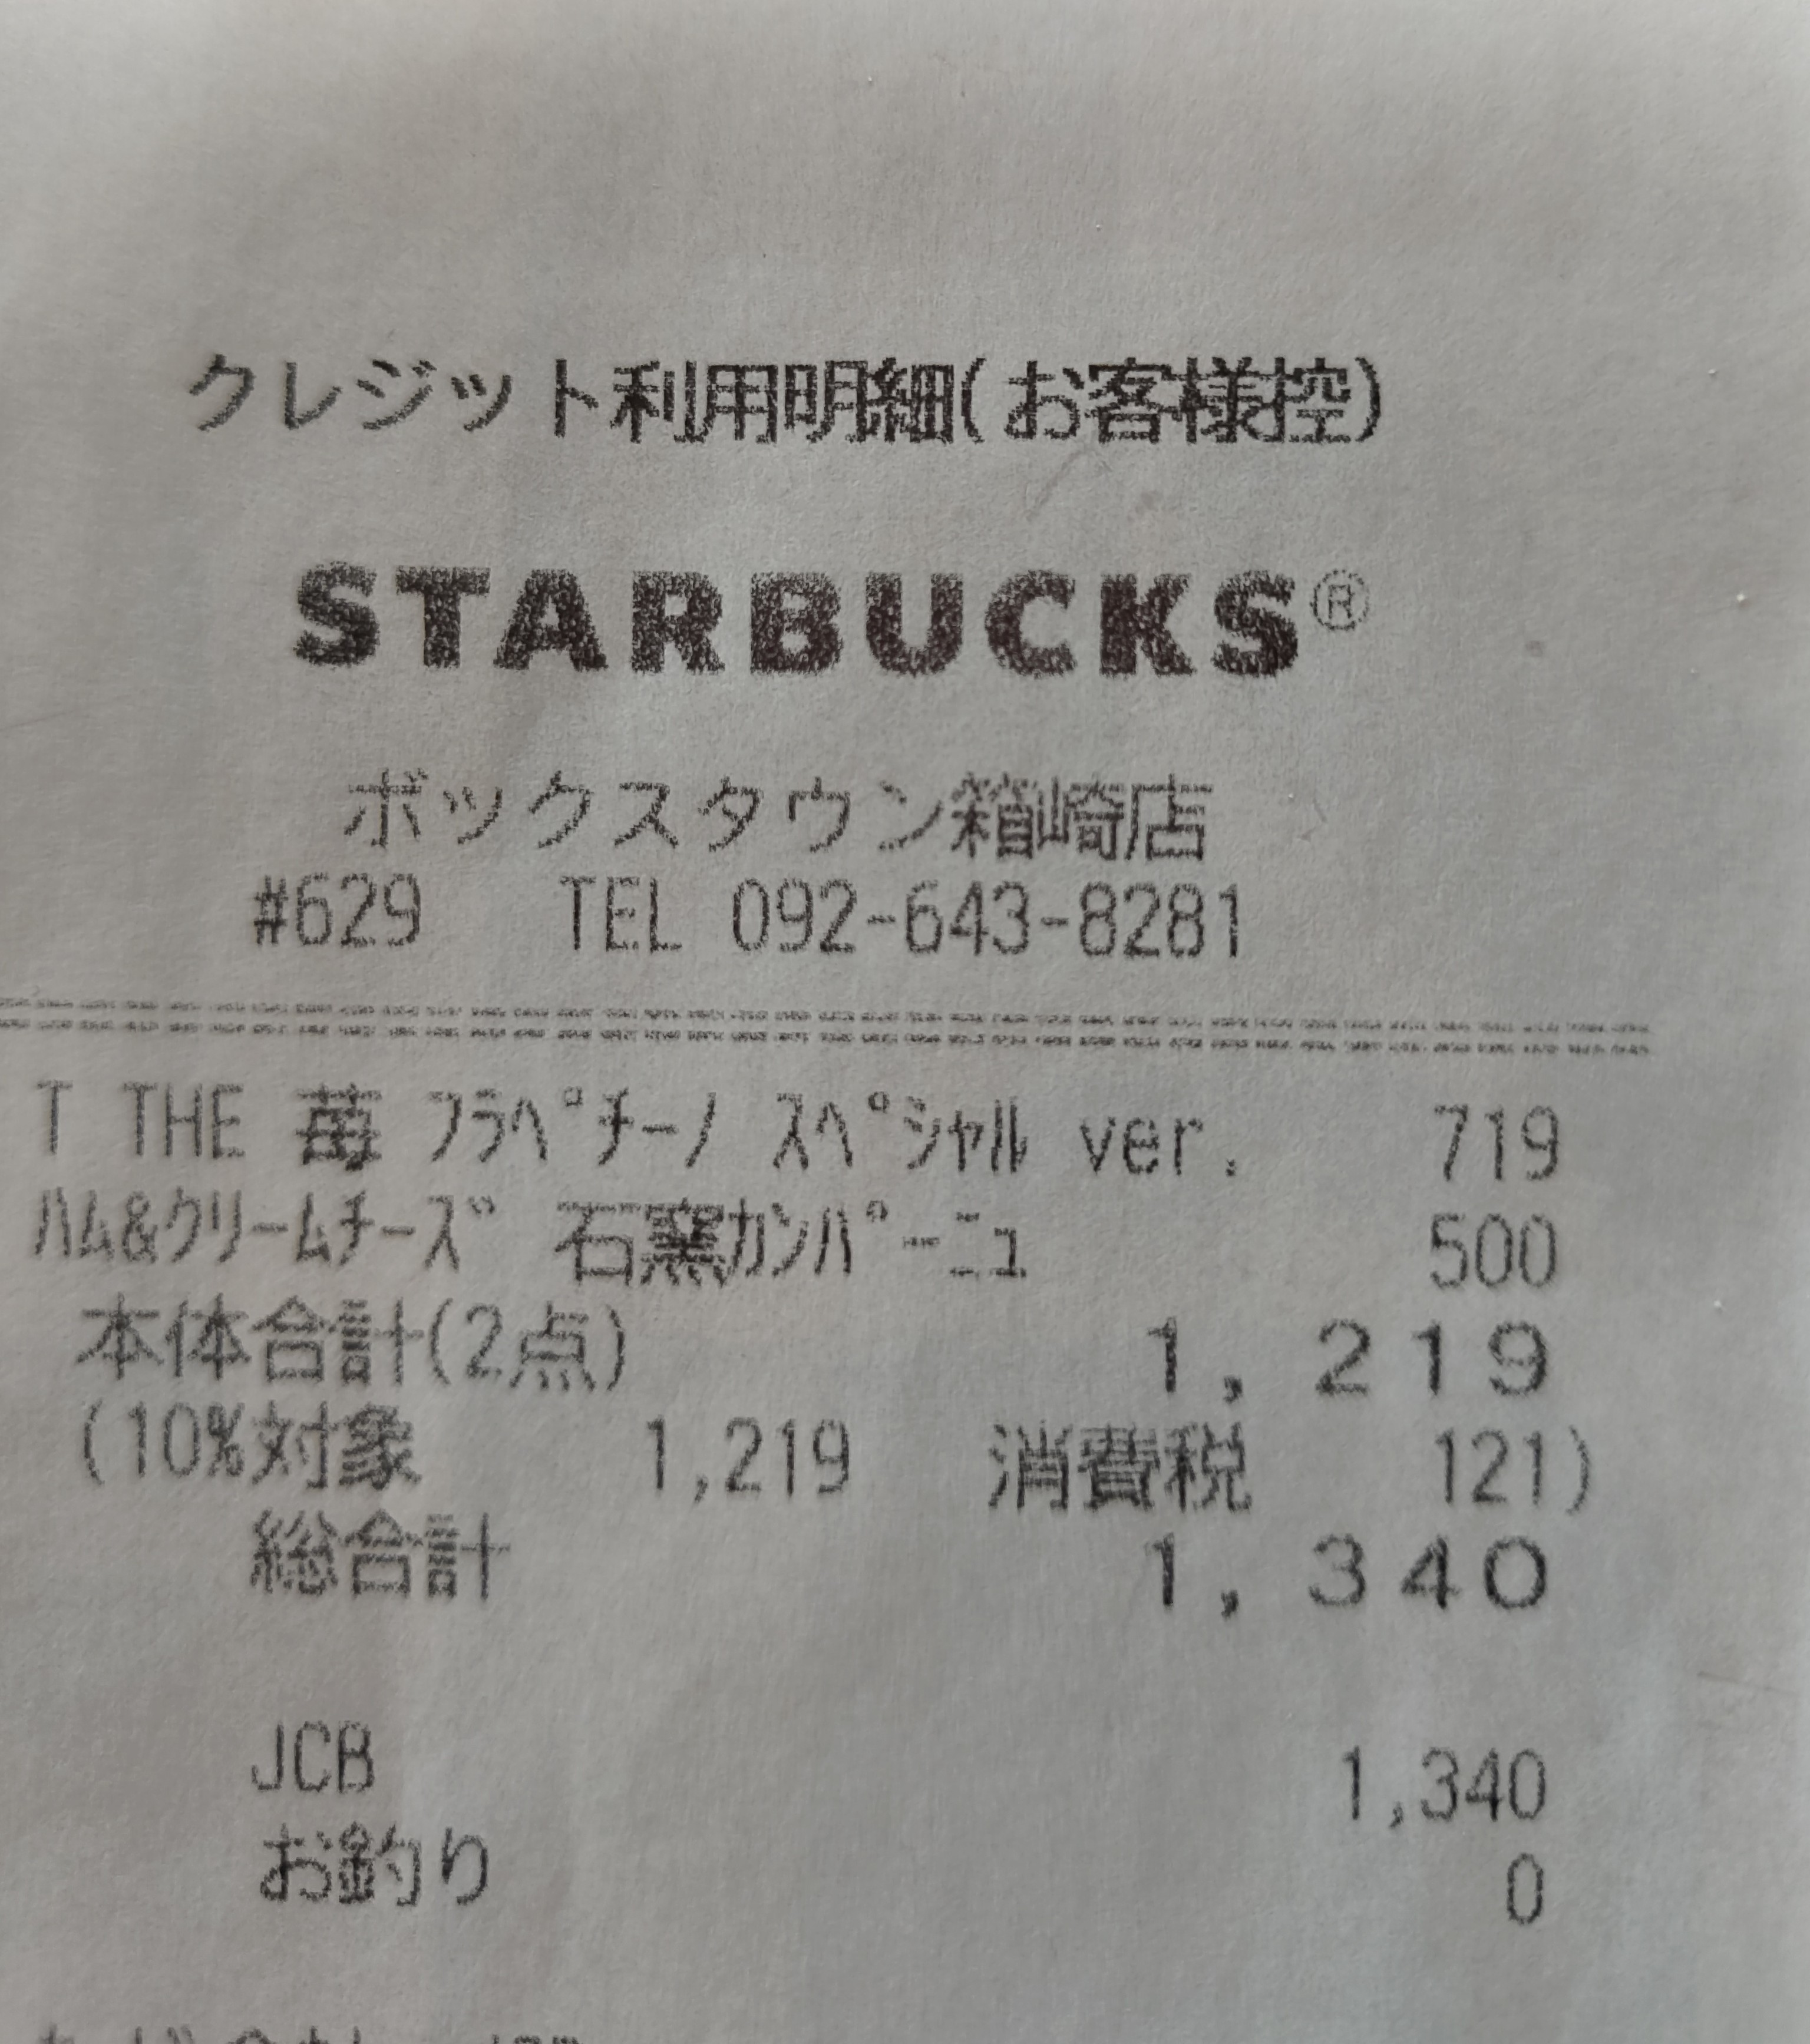 クレジット利用明細(お客様控)
STARBUCKS®
ボックスタウン箱崎店
#629 TEL 092-643-8281
T THE 苺 ﾌﾗﾍﾟﾁｰﾉ ｽﾍﾟｼｬﾙ ver. 719
ﾊﾑ&ｸﾘｰﾑﾁｰｽﾞ 石窯ｶﾝﾊﾟｰﾆｭ 500
本体合計(2点) 1,219
(10%対象 1,219 消費税 121)
総合計 1,340
JCB 1,340
お釣り 0